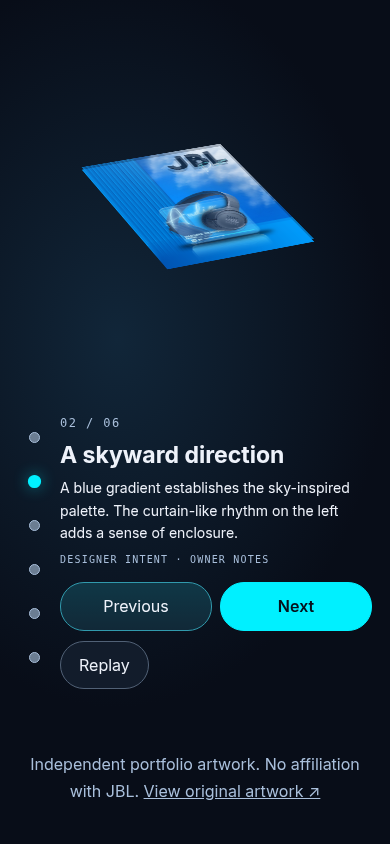 JBL
02 / 06
A skyward direction
A blue gradient establishes the sky-inspired
palette. The curtain-like rhythm on the left
adds a sense of enclosure.
DESIGNER INTENT · OWNER NOTES
Previous
Next
Replay
Independent portfolio artwork. No affiliation
with JBL. View original artwork ↗